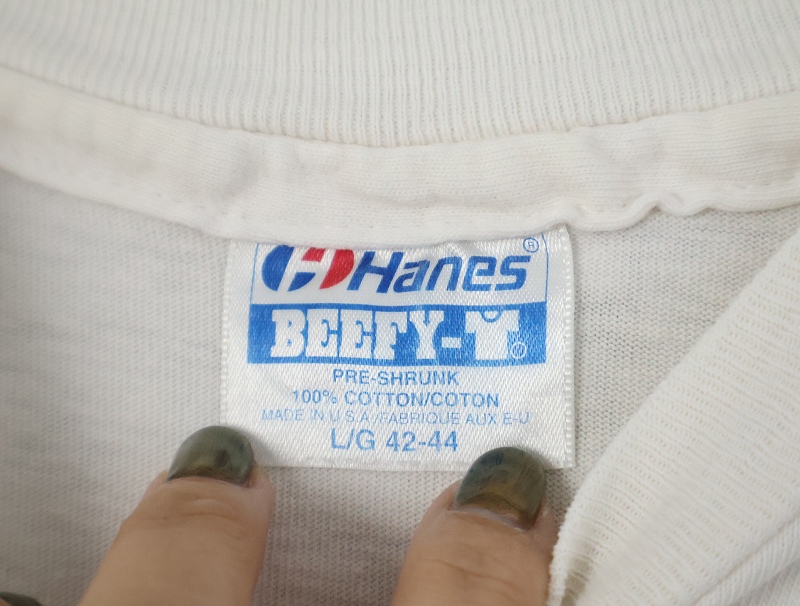 Hanes®
BEEFY-T®
PRE-SHRUNK
100% COTTON/COTON
MADE IN U.S.A./FABRIQUE AUX E-U
L/G 42-44